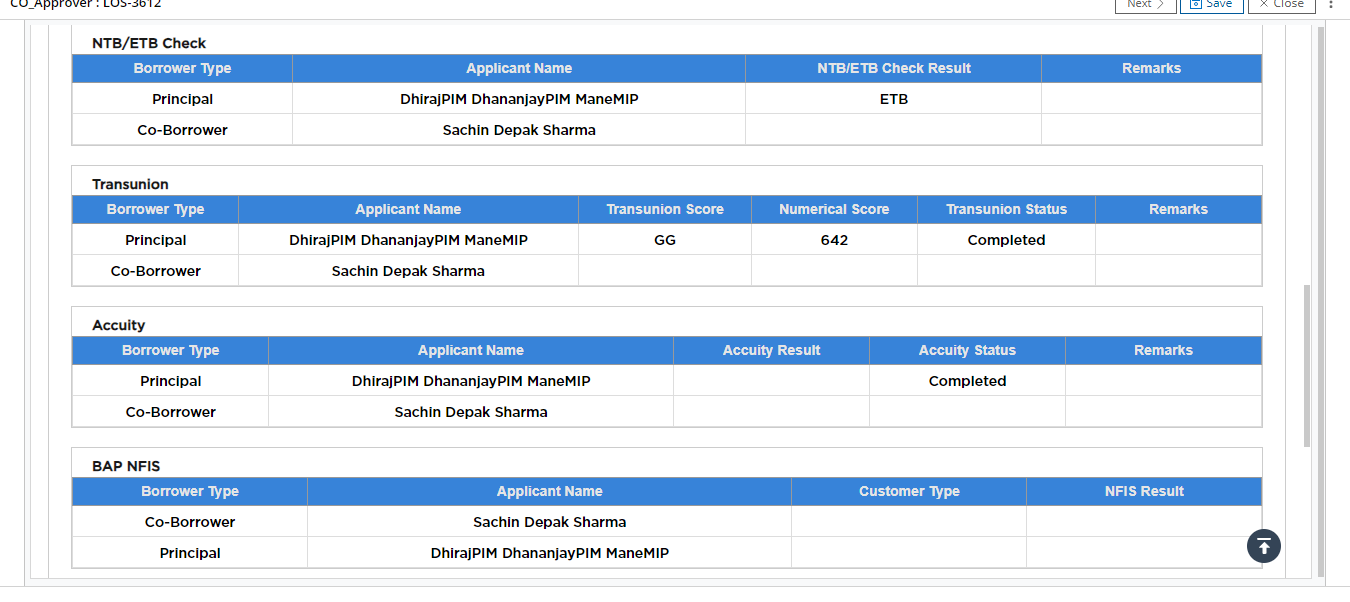 CO_Approver : LOS-3612 Next Save Close
NTB/ETB Check
Borrower Type Applicant Name NTB/ETB Check Result Remarks
Principal DhirajPIM DhananjayPIM ManeMIP ETB
Co-Borrower Sachin Depak Sharma
Transunion
Borrower Type Applicant Name Transunion Score Numerical Score Transunion Status Remarks
Principal DhirajPIM DhananjayPIM ManeMIP GG 642 Completed
Co-Borrower Sachin Depak Sharma
Accuity
Borrower Type Applicant Name Accuity Result Accuity Status Remarks
Principal DhirajPIM DhananjayPIM ManeMIP Completed
Co-Borrower Sachin Depak Sharma
BAP NFIS
Borrower Type Applicant Name Customer Type NFIS Result
Co-Borrower Sachin Depak Sharma
Principal DhirajPIM DhananjayPIM ManeMIP